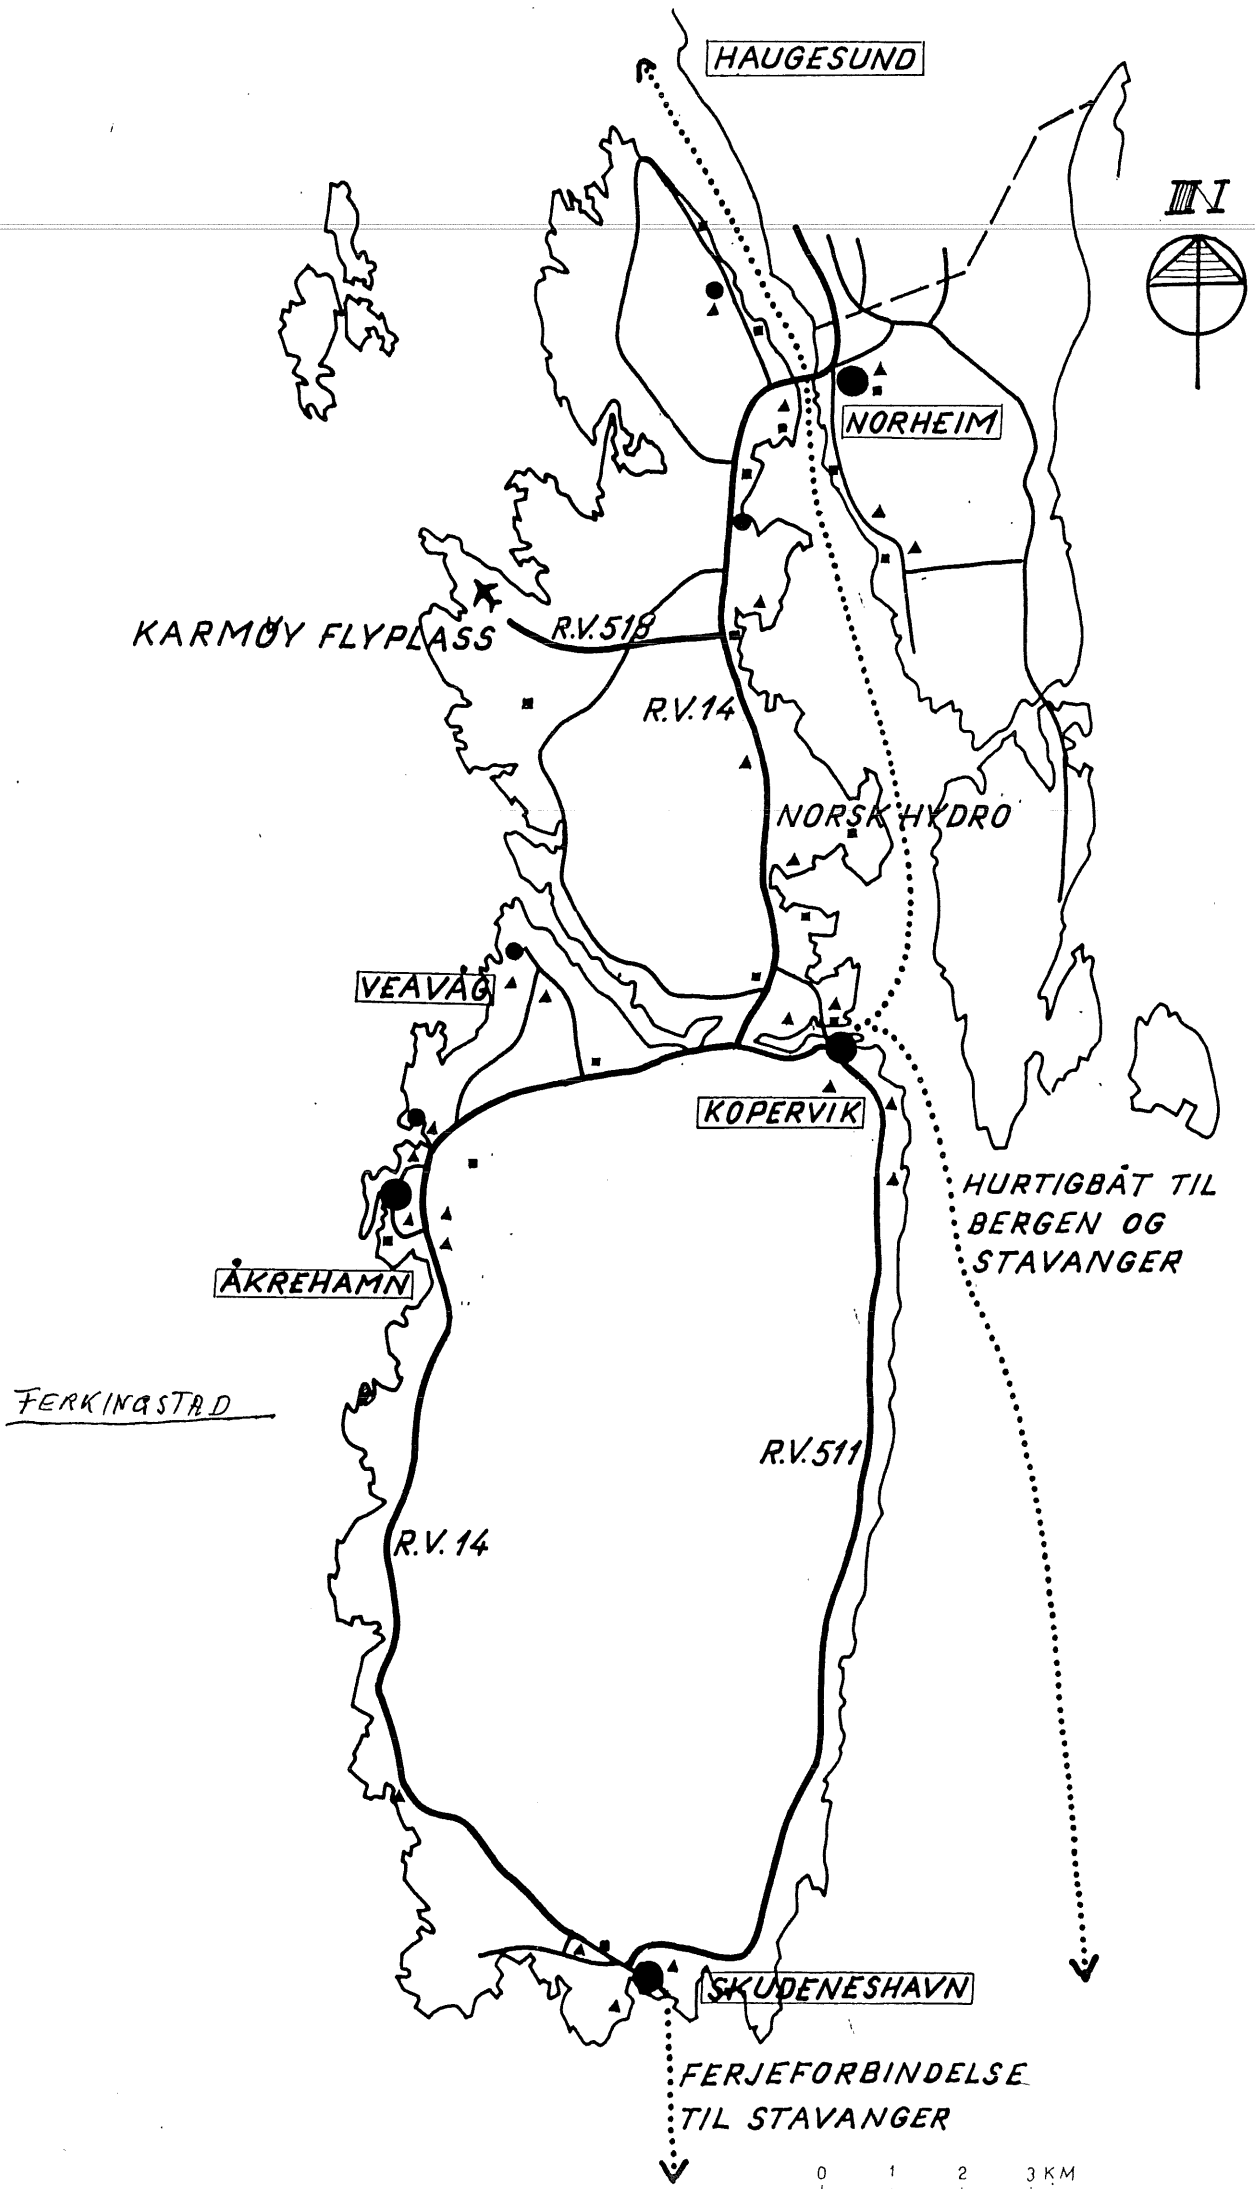 HAUGESUND
N
NORHEIM
KARMØY FLYPLASS
R.V.518
R.V.14
NORSK HYDRO
VEAVÅG
KOPERVIK
HURTIGBÅT TIL
BERGEN OG
STAVANGER
ÅKREHAMN
FERKINGSTAD
R.V.511
R.V.14
SKUDENESHAVN
FERJEFORBINDELSE
TIL STAVANGER
0 1 2 3 KM